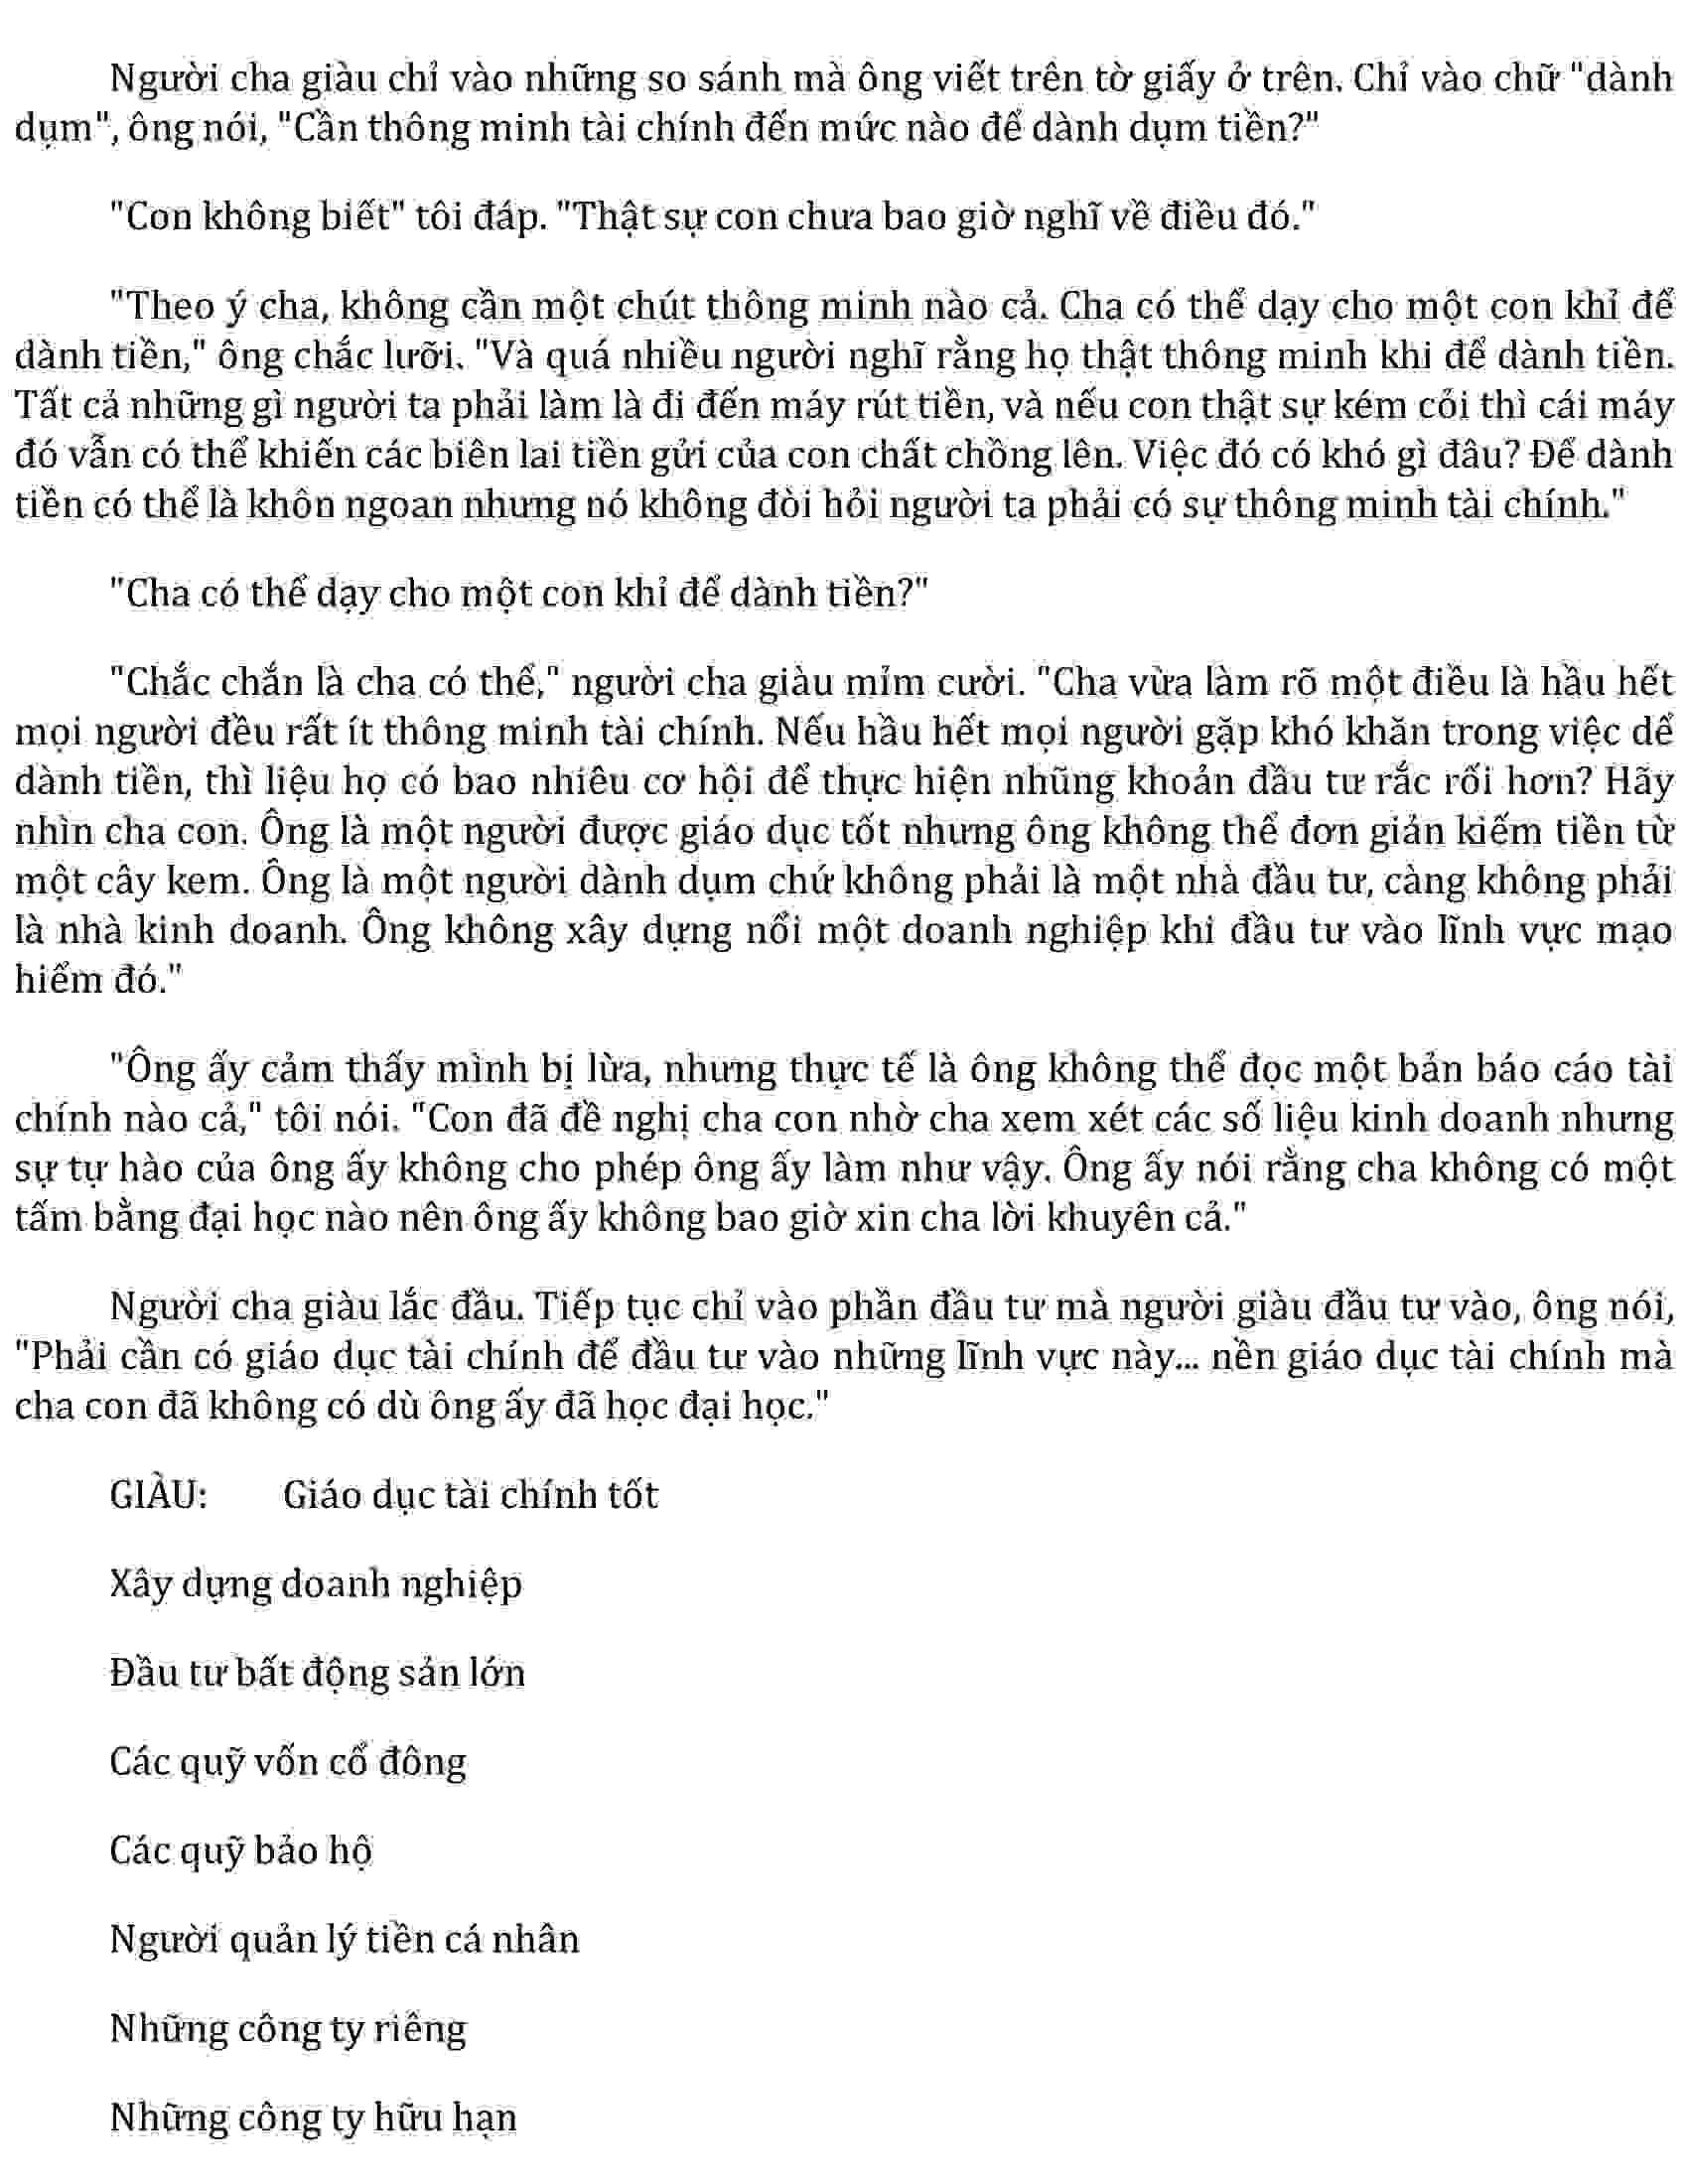 Người cha giàu chỉ vào những so sánh mà ông viết trên tờ giấy ở trên. Chỉ vào chữ "dành
dụm", ông nói, "Cần thông minh tài chính đến mức nào để dành dụm tiền?"
"Con không biết" tôi đáp. "Thật sự con chưa bao giờ nghĩ về điều đó."
"Theo ý cha, không cần một chút thông minh nào cả. Cha có thể dạy cho một con khỉ để
dành tiền," ông chắc lưỡi. "Và quá nhiều người nghĩ rằng họ thật thông minh khi để dành tiền.
Tất cả những gì người ta phải làm là đi đến máy rút tiền, và nếu con thật sự kém cỏi thì cái máy
đó vẫn có thể khiến các biên lai tiền gửi của con chất chồng lên. Việc đó có khó gì đâu? Để dành
tiền có thể là khôn ngoan nhưng nó không đòi hỏi người ta phải có sự thông minh tài chính."
"Cha có thể dạy cho một con khỉ để dành tiền?"
"Chắc chắn là cha có thể," người cha giàu mỉm cười. "Cha vừa làm rõ một điều là hầu hết
mọi người đều rất ít thông minh tài chính. Nếu hầu hết mọi người gặp khó khăn trong việc dể
dành tiền, thì liệu họ có bao nhiêu cơ hội để thực hiện nhũng khoản đầu tư rắc rối hơn? Hãy
nhìn cha con. Ông là một người được giáo dục tốt nhưng ông không thể đơn giản kiếm tiền từ
một cây kem. Ông là một người dành dụm chứ không phải là một nhà đầu tư, càng không phải
là nhà kinh doanh. Ông không xây dựng nổi một doanh nghiệp khi đầu tư vào lĩnh vực mạo
hiểm đó."
"Ông ấy cảm thấy mình bị lừa, nhưng thực tế là ông không thể đọc một bản báo cáo tài
chính nào cả," tôi nói. "Con đã đề nghị cha con nhờ cha xem xét các số liệu kinh doanh nhưng
sự tự hào của ông ấy không cho phép ông ấy làm như vậy. Ông ấy nói rằng cha không có một
tấm bằng đại học nào nên ông ấy không bao giờ xin cha lời khuyên cả."
Người cha giàu lắc đầu. Tiếp tục chỉ vào phần đầu tư mà người giàu đầu tư vào, ông nói,
"Phải cần có giáo dục tài chính để đầu tư vào những lĩnh vực này... nền giáo dục tài chính mà
cha con đã không có dù ông ấy đã học đại học."
GIÀU: Giáo dục tài chính tốt
Xây dựng doanh nghiệp
Đầu tư bất động sản lớn
Các quỹ vốn cổ đông
Các quỹ bảo hộ
Người quản lý tiền cá nhân
Những công ty riêng
Những công ty hữu hạn